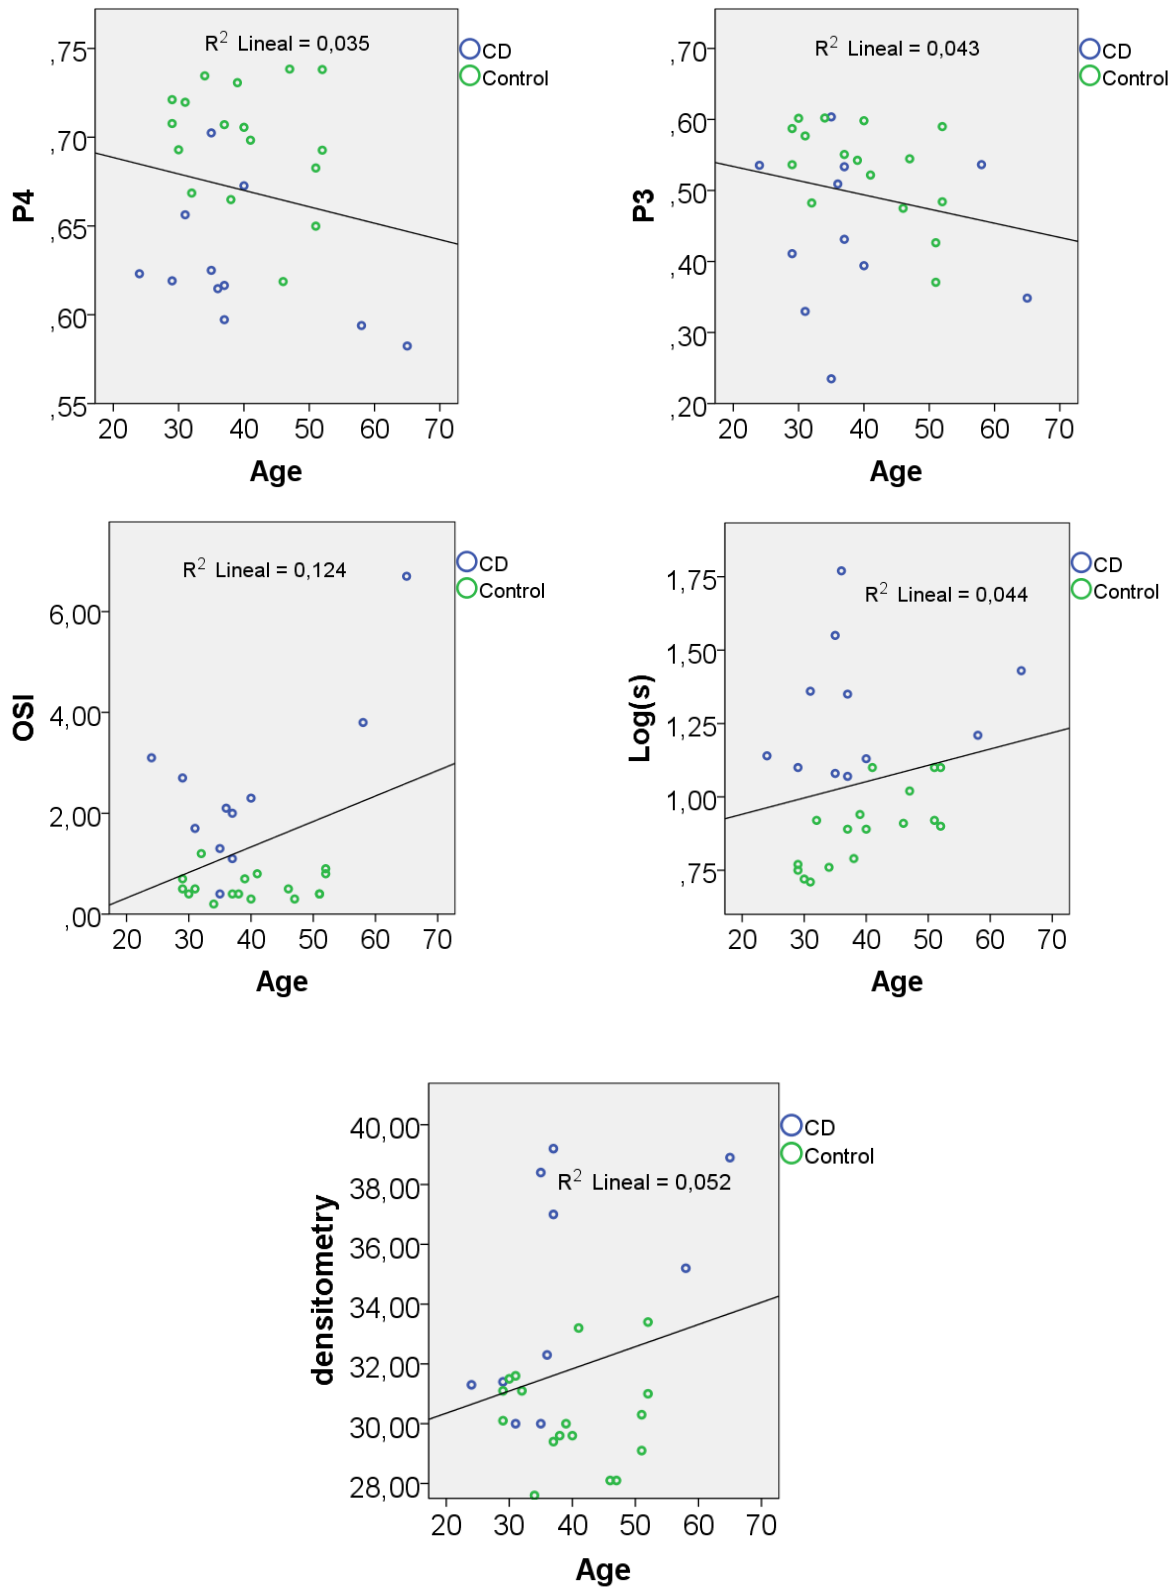 R² Lineal = 0,035
CD
Control
,75
,70
,65
,60
,55
P4
20 30 40 50 60 70
Age
R² Lineal = 0,043
CD
Control
,70
,60
,50
,40
,30
,20
P3
20 30 40 50 60 70
Age
R² Lineal = 0,124
CD
Control
6,00
4,00
2,00
,00
OSI
20 30 40 50 60 70
Age
R² Lineal = 0,044
CD
Control
1,75
1,50
1,25
1,00
,75
Log(s)
20 30 40 50 60 70
Age
R² Lineal = 0,052
CD
Control
40,00
38,00
36,00
34,00
32,00
30,00
28,00
densitometry
20 30 40 50 60 70
Age